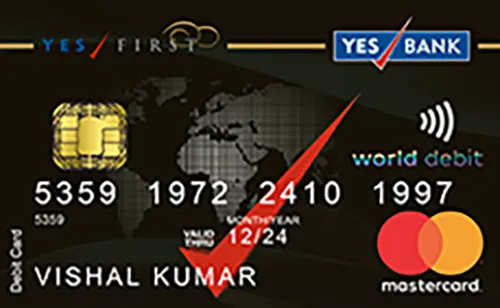 YES FIRST
YES BANK
world debit
5359 1972 2410 1997
5359
MONTH/YEAR
VALID THRU 12/24
Debit Card
VISHAL KUMAR
mastercard.